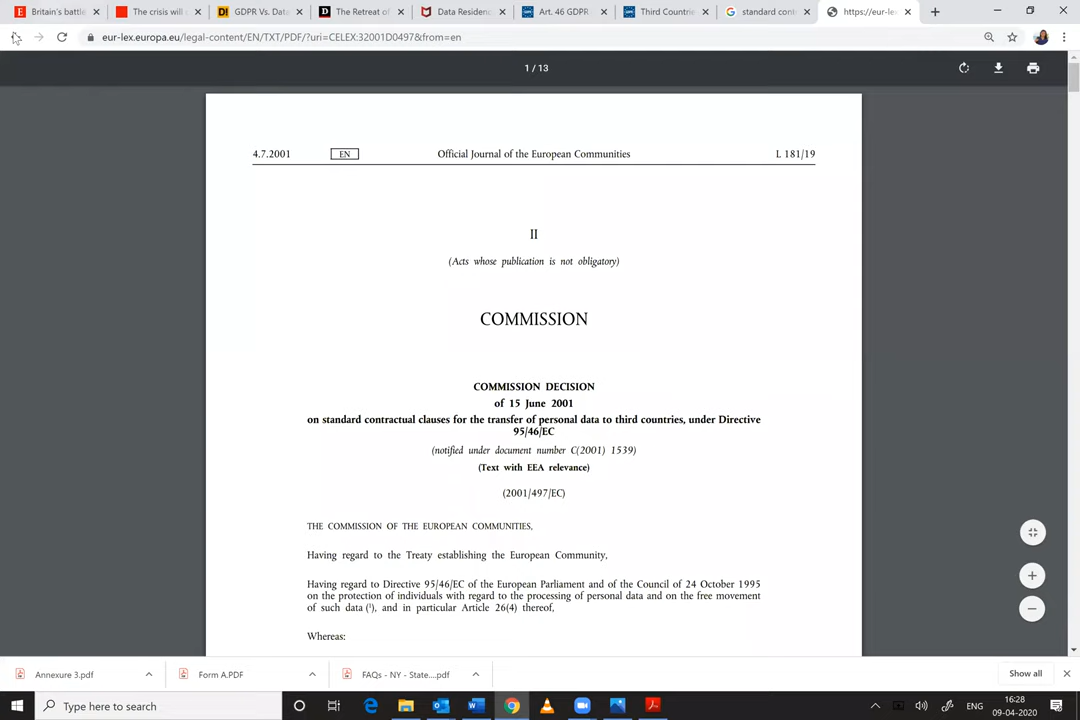 Britain's battle
The crisis will
GDPR Vs. Data
The Retreat of
Data Residenc
Art. 46 GDPR
Third Countrie
standard cont
https://eur-lex
eur-lex.europa.eu/legal-content/EN/TXT/PDF/?uri=CELEX:32001D0497&from=en
1 / 13
4.7.2001 EN Official Journal of the European Communities L 181/19
II
(Acts whose publication is not obligatory)
COMMISSION
COMMISSION DECISION
of 15 June 2001
on standard contractual clauses for the transfer of personal data to third countries, under Directive
95/46/EC
(notified under document number C(2001) 1539)
(Text with EEA relevance)
(2001/497/EC)
THE COMMISSION OF THE EUROPEAN COMMUNITIES,
Having regard to the Treaty establishing the European Community,
Having regard to Directive 95/46/EC of the European Parliament and of the Council of 24 October 1995
on the protection of individuals with regard to the processing of personal data and on the free movement
of such data (1), and in particular Article 26(4) thereof,
Whereas:
Annexure 3.pdf
Form A.PDF
FAQs - NY - State....pdf
Show all
Type here to search
ENG
16:28
09-04-2020